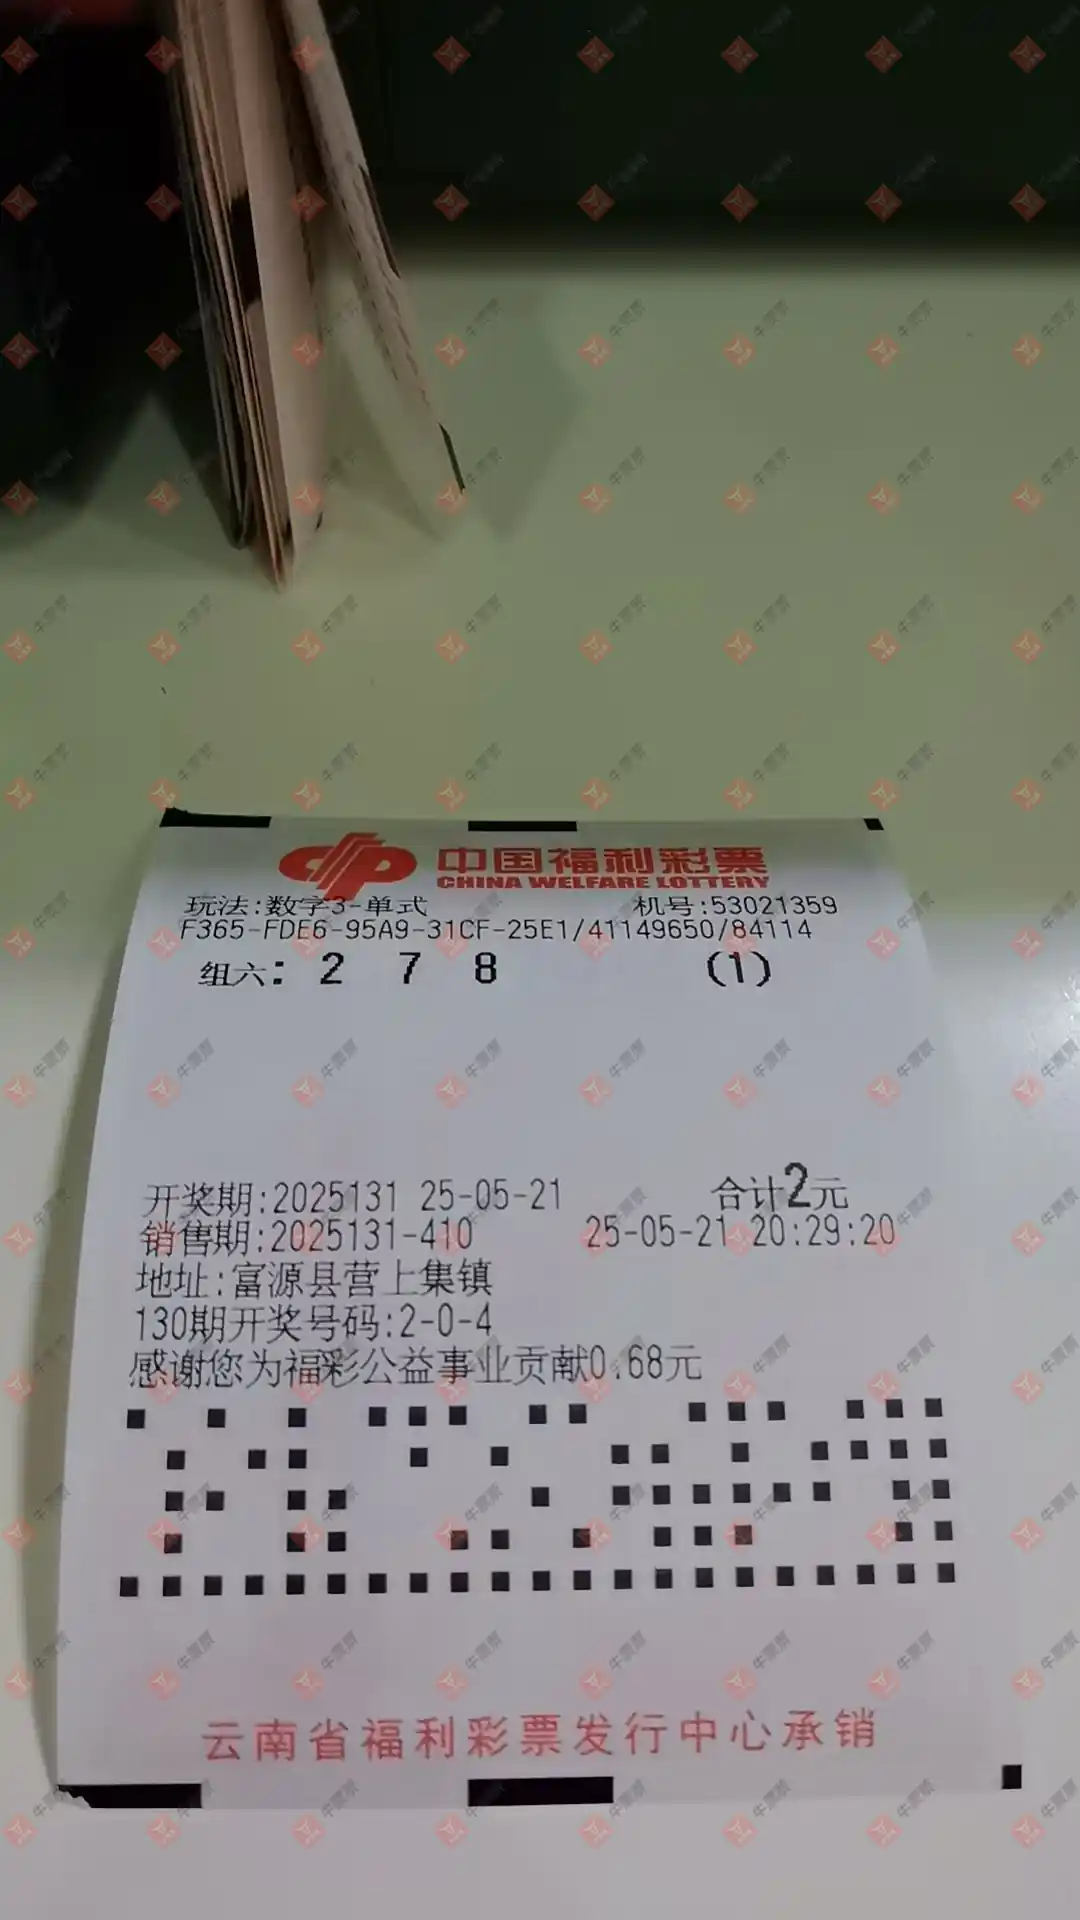 中国福利彩票
CHINA WELFARE LOTTERY
玩法:数字3-单式 机号:53021359
F365-FDE6-95A9-31CF-25E1/41149650/84114
组六: 2 7 8 (1)
开奖期:2025131 25-05-21 合计2元
销售期:2025131-410 25-05-21 20:29:20
地址:富源县营上集镇
130期开奖号码:2-0-4
感谢您为福彩公益事业贡献0.68元
云南省福利彩票发行中心承销
牛票票